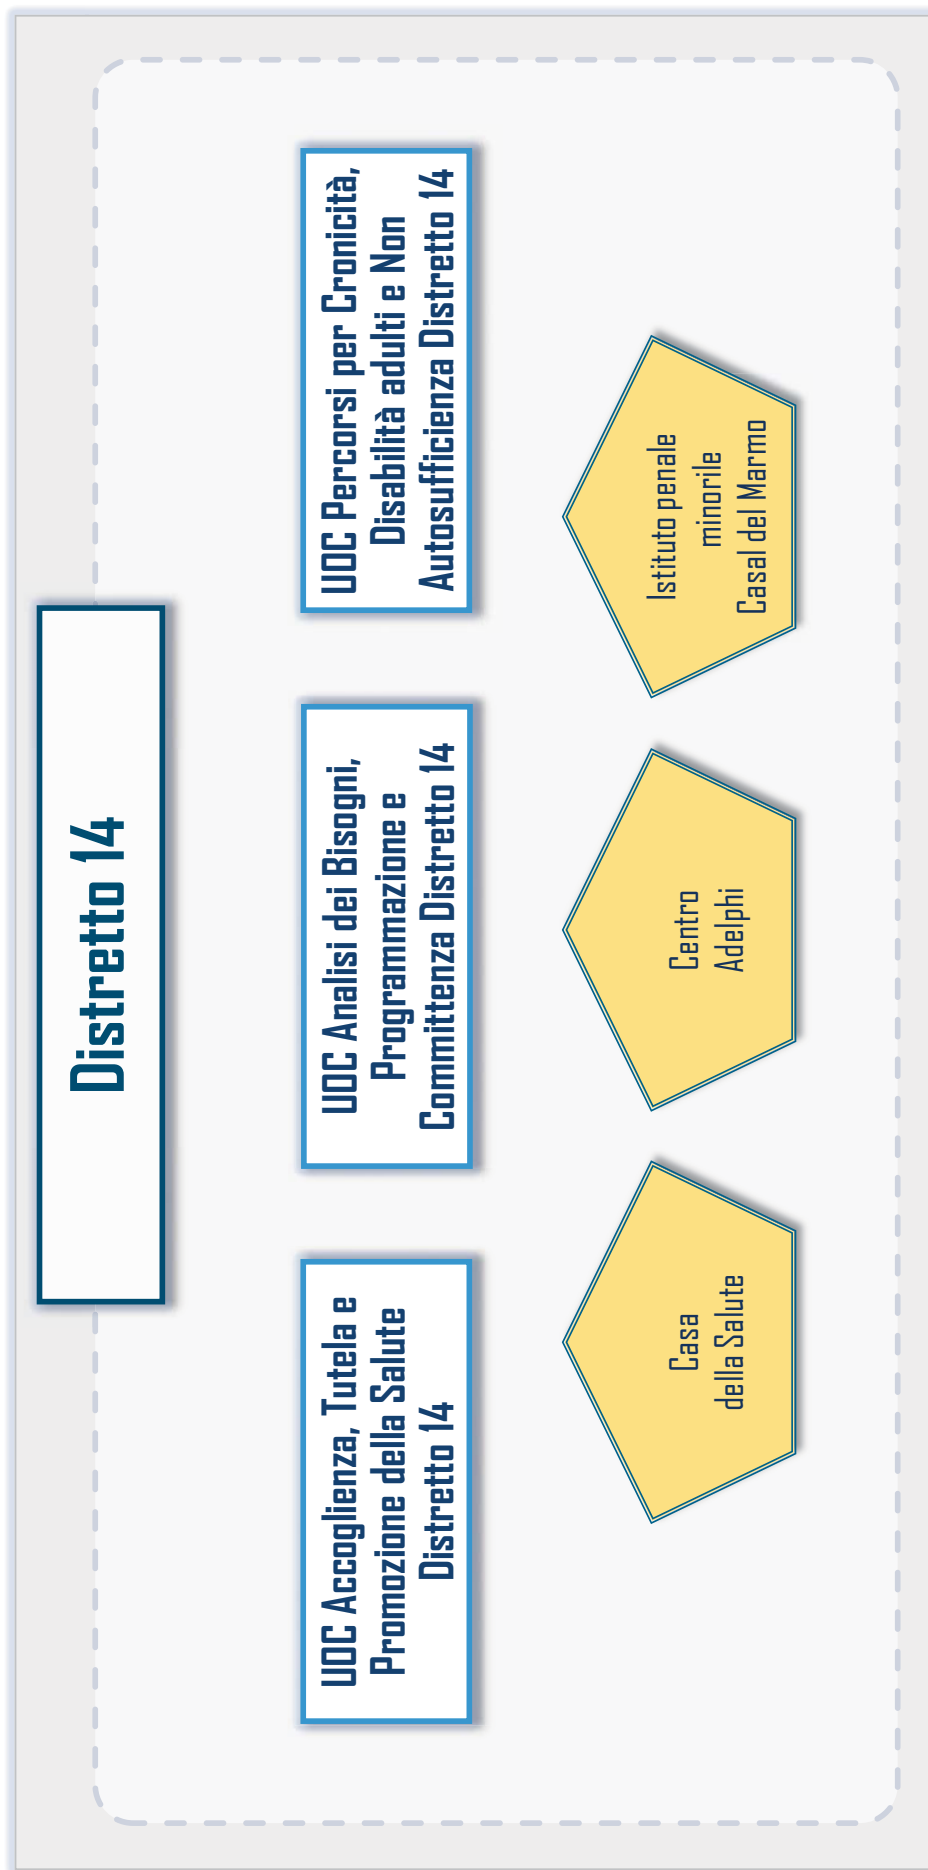 Distretto 14
UOC Accoglienza, Tutela e
Promozione della Salute
Distretto 14
UOC Analisi dei Bisogni,
Programmazione e
Committenza Distretto 14
UOC Percorsi per Cronicità,
Disabilità adulti e Non
Autosufficienza Distretto 14
Casa
della Salute
Centro
Adelphi
Istituto penale
minorile
Casal del Marmo